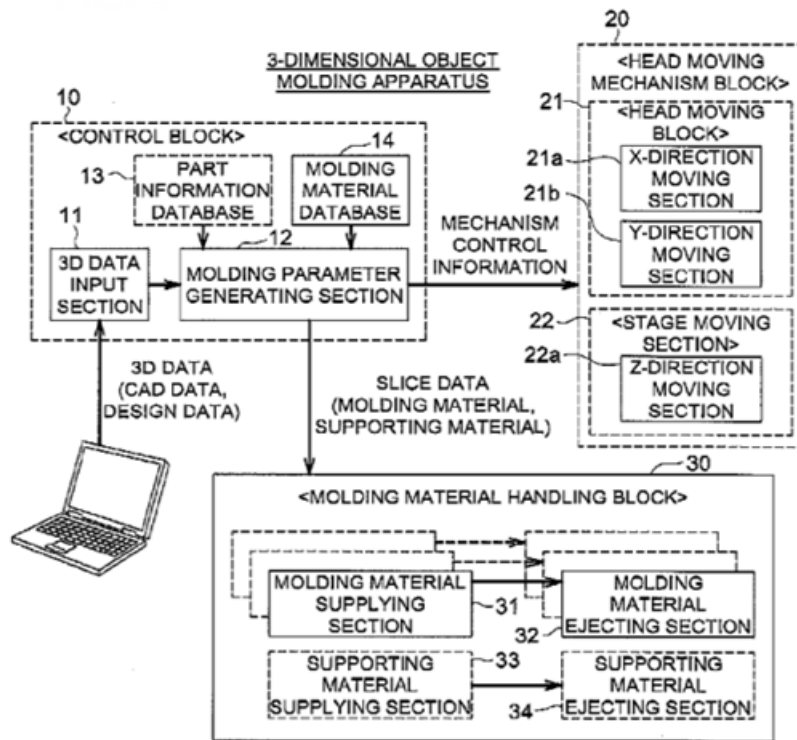 3-DIMENSIONAL OBJECT
MOLDING APPARATUS
10
<CONTROL BLOCK>
13
PART
INFORMATION
DATABASE
14
MOLDING
MATERIAL
DATABASE
11
3D DATA
INPUT
SECTION
12
MOLDING PARAMETER
GENERATING SECTION
MECHANISM
CONTROL
INFORMATION
20
<HEAD MOVING
MECHANISM BLOCK>
21
<HEAD MOVING
BLOCK>
21a
X-DIRECTION
MOVING
SECTION
21b
Y-DIRECTION
MOVING
SECTION
22
<STAGE MOVING
SECTION>
22a
Z-DIRECTION
MOVING
SECTION
3D DATA
(CAD DATA,
DESIGN DATA)
SLICE DATA
(MOLDING MATERIAL,
SUPPORTING MATERIAL)
30
<MOLDING MATERIAL HANDLING BLOCK>
MOLDING MATERIAL
SUPPLYING
SECTION
31
MOLDING
MATERIAL
EJECTING SECTION
32
SUPPORTING
MATERIAL
SUPPLYING SECTION
33
SUPPORTING
MATERIAL
EJECTING SECTION
34